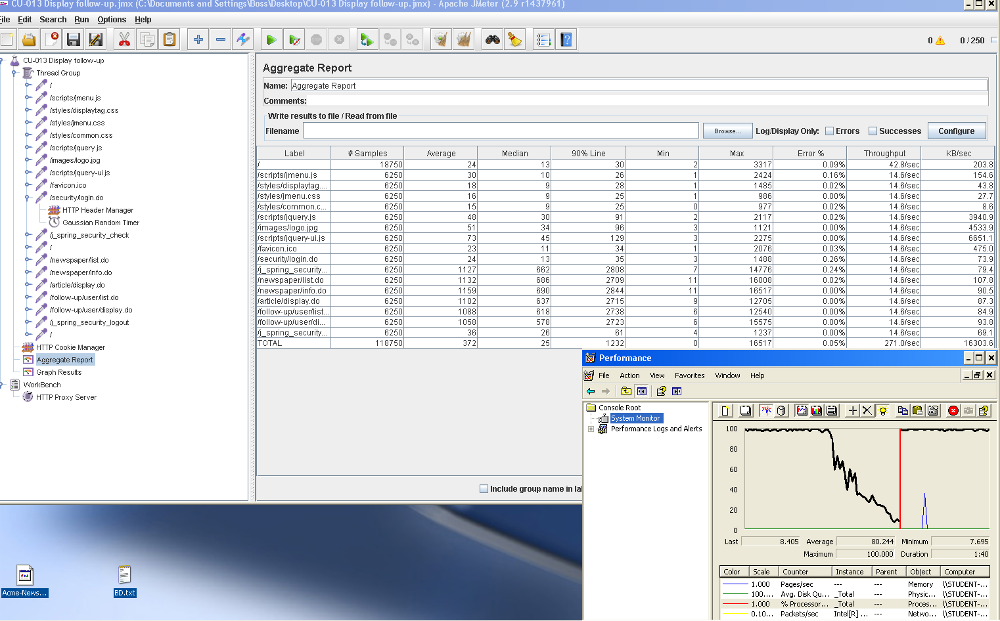 CU-013 Display follow-up.jmx (C:\Documents and Settings\Boss\Desktop\CU-013 Display follow-up.jmx) - Apache JMeter (2.9 r1437961)
File Edit Search Run Options Help
0 0 / 250
CU-013 Display follow-up
Thread Group
/
/scripts/jmenu.js
/styles/displaytag.css
/styles/jmenu.css
/styles/common.css
/scripts/jquery.js
/images/logo.jpg
/scripts/jquery-ui.js
/favicon.ico
/security/login.do
HTTP Header Manager
Gaussian Random Timer
/j_spring_security_check
/
/newspaper/list.do
/newspaper/info.do
/article/display.do
/follow-up/user/list.do
/follow-up/user/display.do
/j_spring_security_logout
/
HTTP Cookie Manager
Aggregate Report
Graph Results
WorkBench
HTTP Proxy Server
Aggregate Report
Name: Aggregate Report
Comments:
Write results to file / Read from file
Filename Browse... Log/Display Only: Errors Successes Configure
Label # Samples Average Median 90% Line Min Max Error % Throughput KB/sec
/ 18750 24 13 30 2 3317 0.09% 42.8/sec 203.8
/scripts/jmenu.js 6250 30 10 26 1 2424 0.16% 14.6/sec 154.6
/styles/displaytag.... 6250 18 9 28 1 1485 0.02% 14.6/sec 43.8
/styles/jmenu.css 6250 16 9 25 1 986 0.00% 14.6/sec 27.7
/styles/common.c... 6250 15 9 25 0 977 0.02% 14.6/sec 8.6
/scripts/jquery.js 6250 48 30 91 2 2117 0.02% 14.6/sec 3940.9
/images/logo.jpg 6250 51 34 96 3 1121 0.00% 14.6/sec 4533.9
/scripts/jquery-ui.js 6250 73 45 129 3 2275 0.00% 14.6/sec 6651.1
/favicon.ico 6250 23 11 34 1 2076 0.03% 14.6/sec 475.0
/security/login.do 6250 24 13 35 3 1488 0.26% 14.6/sec 73.9
/j_spring_security... 6250 1127 662 2808 7 14776 0.24% 14.6/sec 79.4
/newspaper/list.do 6250 1132 686 2709 11 16008 0.02% 14.6/sec 107.8
/newspaper/info.do 6250 1159 690 2844 11 16517 0.00% 14.6/sec 90.5
/article/display.do 6250 1102 637 2715 9 12705 0.00% 14.6/sec 87.3
/follow-up/user/list... 6250 1088 618 2738 6 12540 0.00% 14.6/sec 84.9
/follow-up/user/di... 6250 1058 578 2723 6 15575 0.00% 14.6/sec 93.8
/j_spring_security... 6250 36 26 61 4 1237 0.00% 14.6/sec 69.1
TOTAL 118750 372 25 1232 0 16517 0.05% 271.0/sec 16303.6
Include group name in lal
Performance
File Action View Favorites Window Help
Console Root
System Monitor
Performance Logs and Alerts
100
80
60
40
20
0
Last 8.405 Average 80.244 Minimum 7.695
Maximum 100.000 Duration 1:40
Color Scale Counter Instance Parent Object Computer
1.000 Pages/sec --- --- Memory \\STUDENT-...
100.... Avg. Disk Qu... _Total --- Physic... \\STUDENT-...
1.000 % Processor... _Total --- Proces... \\STUDENT-...
0.10... Packets/sec Intel[R] ... --- Netwo... \\STUDENT-...
Acme-News...
BD.txt